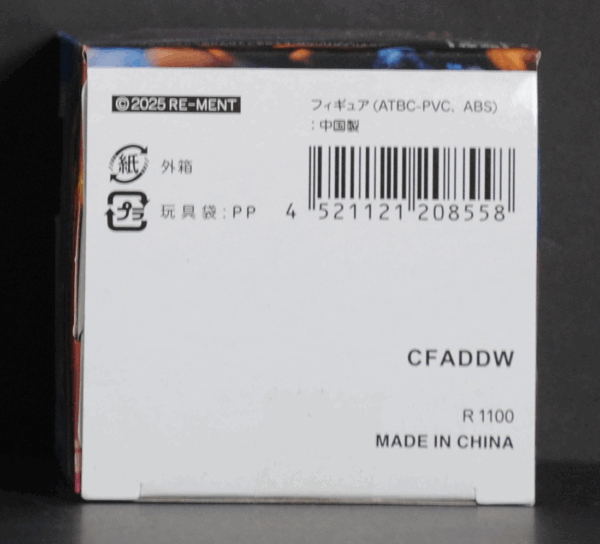 ©2025 RE-MENT
フィギュア(ATBC-PVC、ABS)
:中国製
紙 外箱
プラ 玩具袋:PP
4 521121 208558
CFADDW
R 1100
MADE IN CHINA